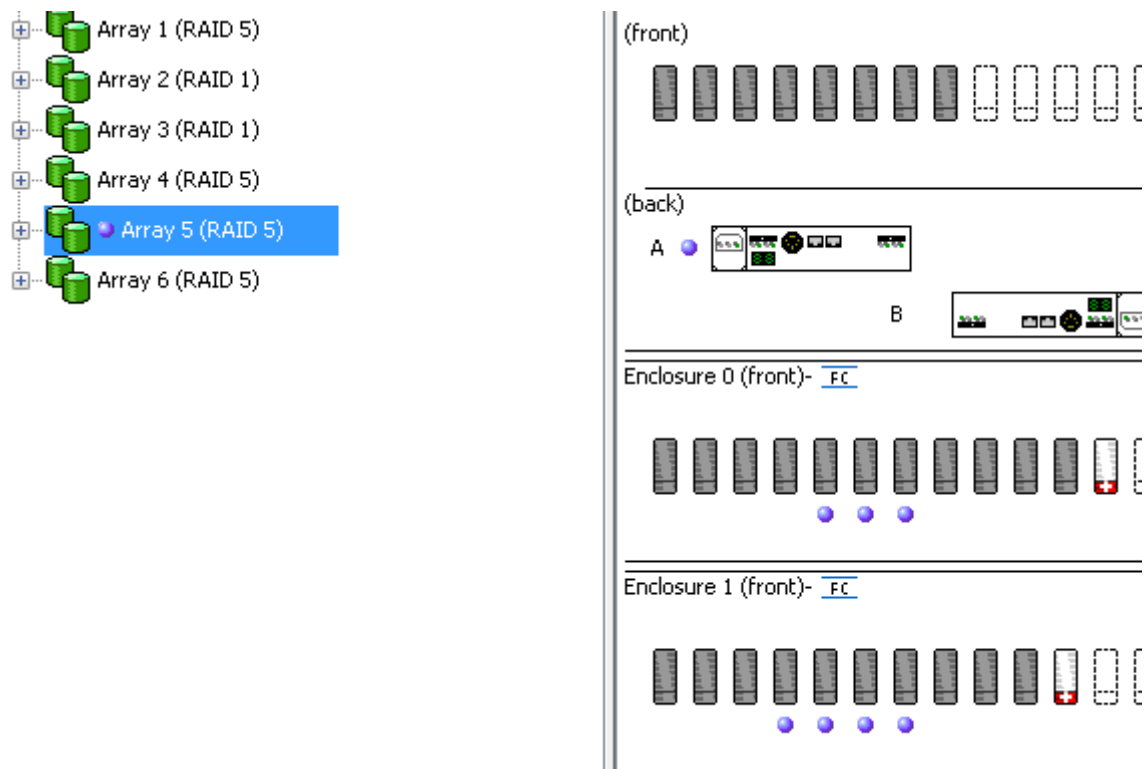 Array 1 (RAID 5)
Array 2 (RAID 1)
Array 3 (RAID 1)
Array 4 (RAID 5)
Array 5 (RAID 5)
Array 6 (RAID 5)
(front)
(back)
A
B
Enclosure 0 (front)- FC
Enclosure 1 (front)- FC